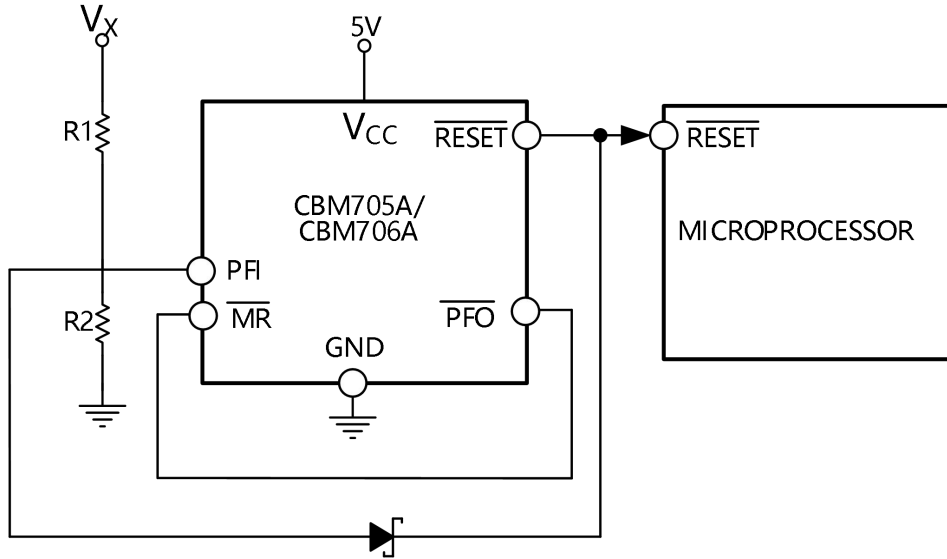 VX
5V
R1
VCC
RESET
RESET
CBM705A/
CBM706A
MICROPROCESSOR
PFI
MR
PFO
R2
GND